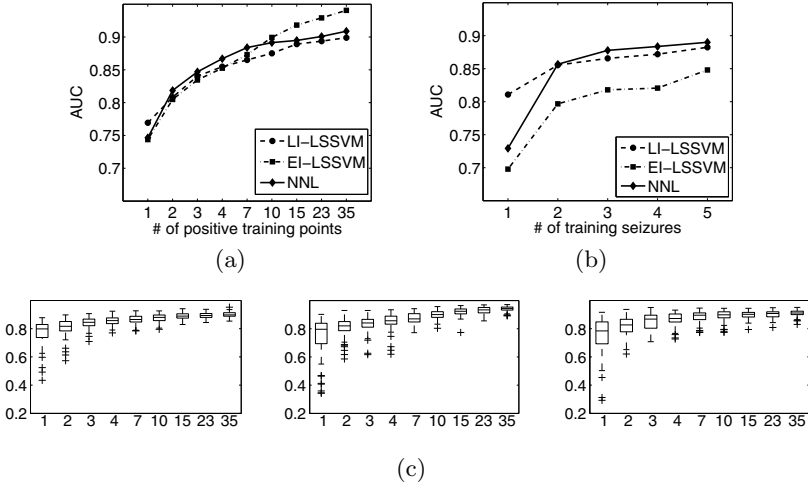 0.9
0.85
0.8
0.75
0.7
AUC
LI-LSSVM
EI-LSSVM
NNL
1 2 3 4 7 10 15 23 35
# of positive training points
(a)
0.9
0.85
0.8
0.75
0.7
AUC
LI-LSSVM
EI-LSSVM
NNL
1 2 3 4 5
# of training seizures
(b)
0.8
0.6
0.4
0.2
1 2 3 4 7 10 15 23 35
0.8
0.6
0.4
0.2
1 2 3 4 7 10 15 23 35
0.8
0.6
0.4
0.2
1 2 3 4 7 10 15 23 35
(c)